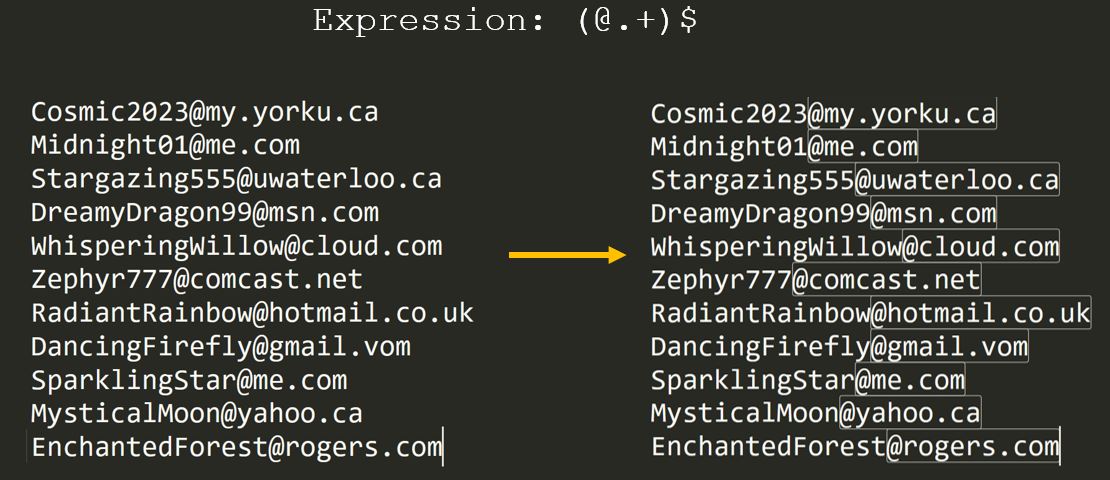 Expression: (@.+)$
Cosmic2023@my.yorku.ca
Midnight01@me.com
Stargazing555@uwaterloo.ca
DreamyDragon99@msn.com
WhisperingWillow@cloud.com
Zephyr777@comcast.net
RadiantRainbow@hotmail.co.uk
DancingFirefly@gmail.vom
SparklingStar@me.com
MysticalMoon@yahoo.ca
EnchantedForest@rogers.com
Cosmic2023@my.yorku.ca
Midnight01@me.com
Stargazing555@uwaterloo.ca
DreamyDragon99@msn.com
WhisperingWillow@cloud.com
Zephyr777@comcast.net
RadiantRainbow@hotmail.co.uk
DancingFirefly@gmail.vom
SparklingStar@me.com
MysticalMoon@yahoo.ca
EnchantedForest@rogers.com